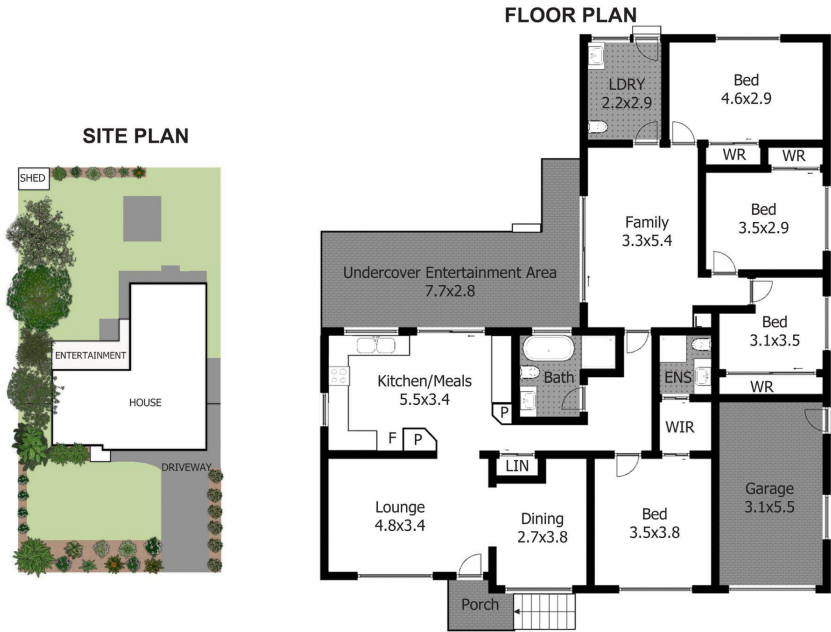 FLOOR PLAN
SITE PLAN
SHED
ENTERTAINMENT
HOUSE
DRIVEWAY
LDRY
2.2x2.9
Bed
4.6x2.9
WR
WR
Family
3.3x5.4
Bed
3.5x2.9
Undercover Entertainment Area
7.7x2.8
Bed
3.1x3.5
WR
Kitchen/Meals
5.5x3.4
Bath
ENS
P
F
P
WIR
LIN
Lounge
4.8x3.4
Dining
2.7x3.8
Bed
3.5x3.8
Garage
3.1x5.5
Porch